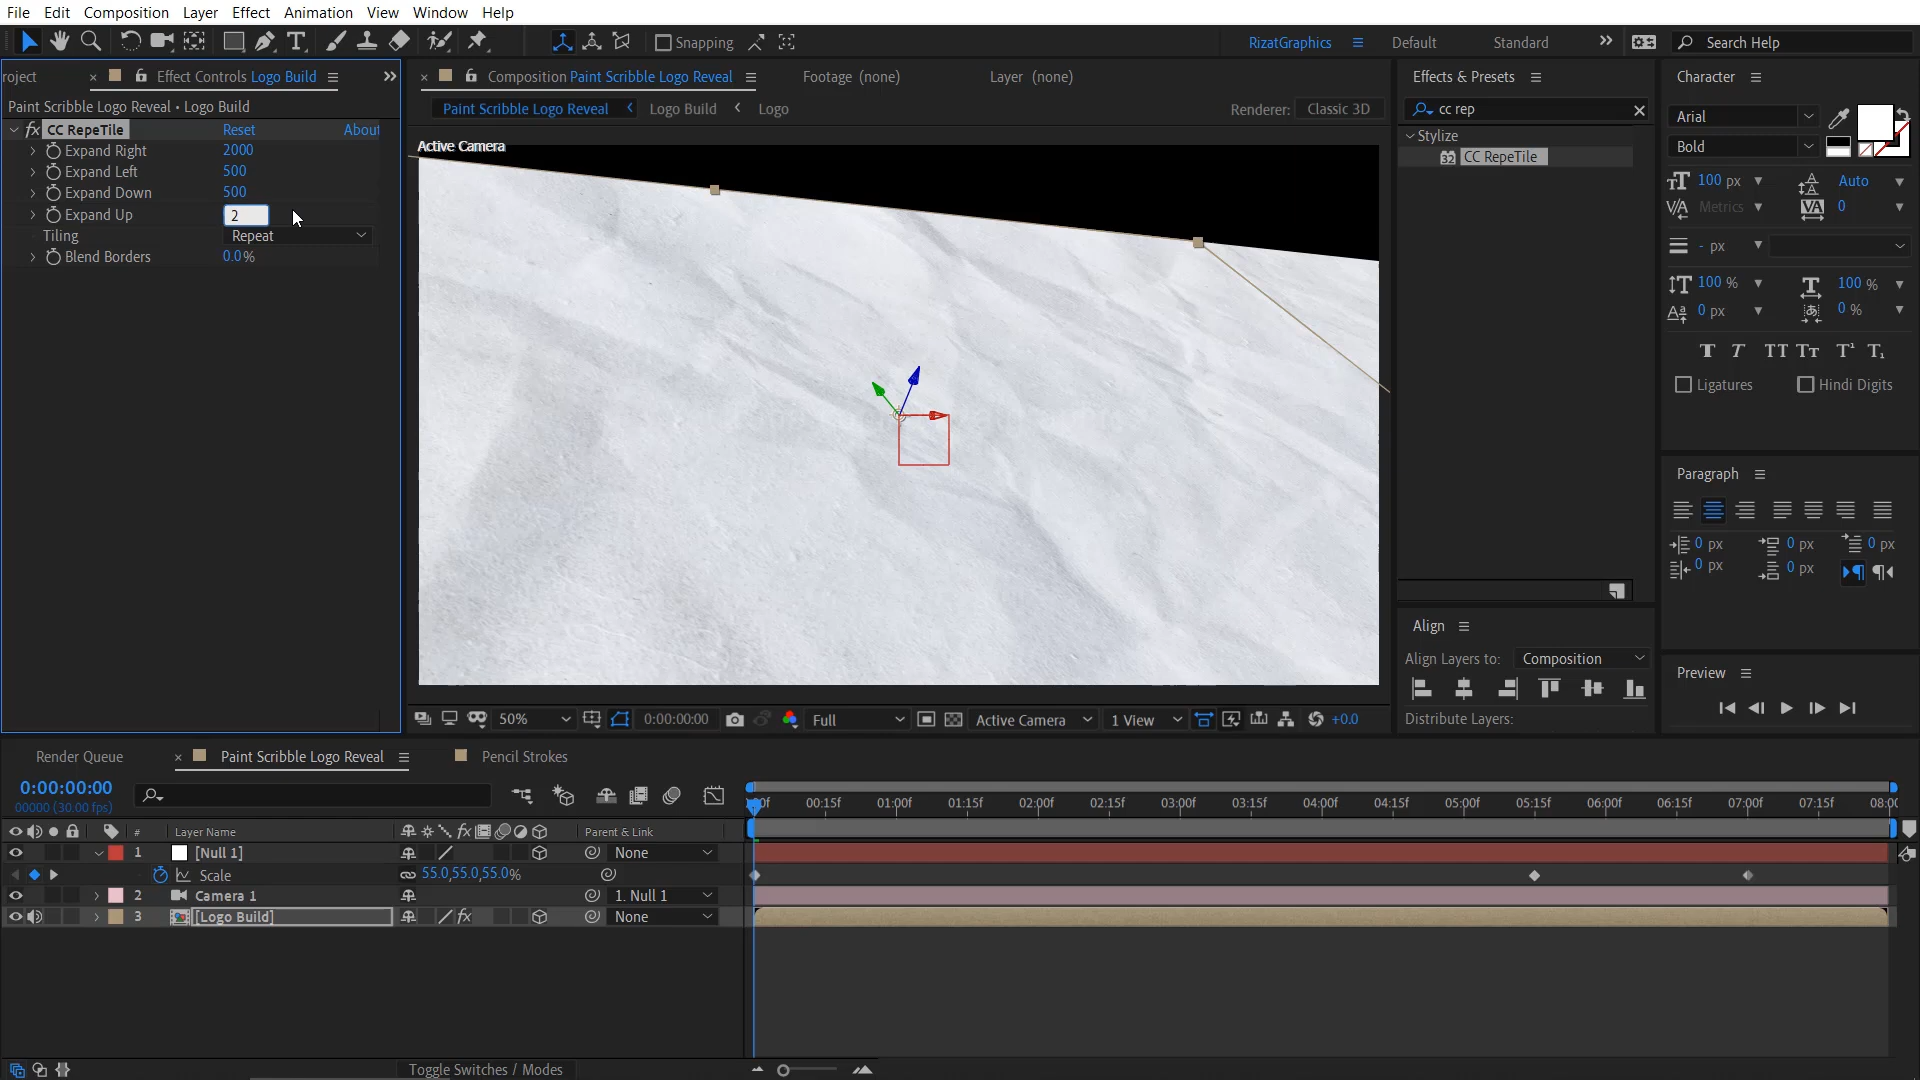 File Edit Composition Layer Effect Animation View Window Help
Snapping
RizatGraphics Default Standard Search Help
roject Effect Controls Logo Build
Paint Scribble Logo Reveal • Logo Build
fx CC RepeTile Reset About
Expand Right 2000
Expand Left 500
Expand Down 500
Expand Up 2
Tiling Repeat
Blend Borders 0.0%
Composition Paint Scribble Logo Reveal Footage (none) Layer (none)
Paint Scribble Logo Reveal Logo Build Logo Renderer: Classic 3D
Active Camera
50% 0:00:00:00 Full Active Camera 1 View +0.0
Effects & Presets
cc rep
Stylize
32 CC RepeTile
Align
Align Layers to: Composition
Distribute Layers:
Character
Arial
Bold
100 px Auto
Metrics 0
- px
100 % 100 %
0 px 0 %
Ligatures Hindi Digits
Paragraph
0 px 0 px 0 px
0 px 0 px
Preview
Render Queue Paint Scribble Logo Reveal Pencil Strokes
0:00:00:00
00000 (30.00 fps)
00f 00:15f 01:00f 01:15f 02:00f 02:15f 03:00f 03:15f 04:00f 04:15f 05:00f 05:15f 06:00f 06:15f 07:00f 07:15f 08:00
# Layer Name fx Parent & Link
1 [Null 1] None
Scale 55.0,55.0,55.0%
2 Camera 1 1. Null 1
3 [Logo Build] fx None
Toggle Switches / Modes